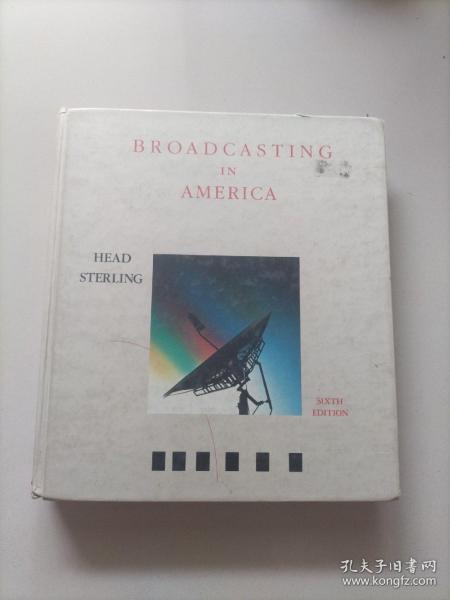 BROADCASTING
IN
AMERICA
HEAD
STERLING
SIXTH
EDITION
孔夫子旧书网
www.kongfz.com